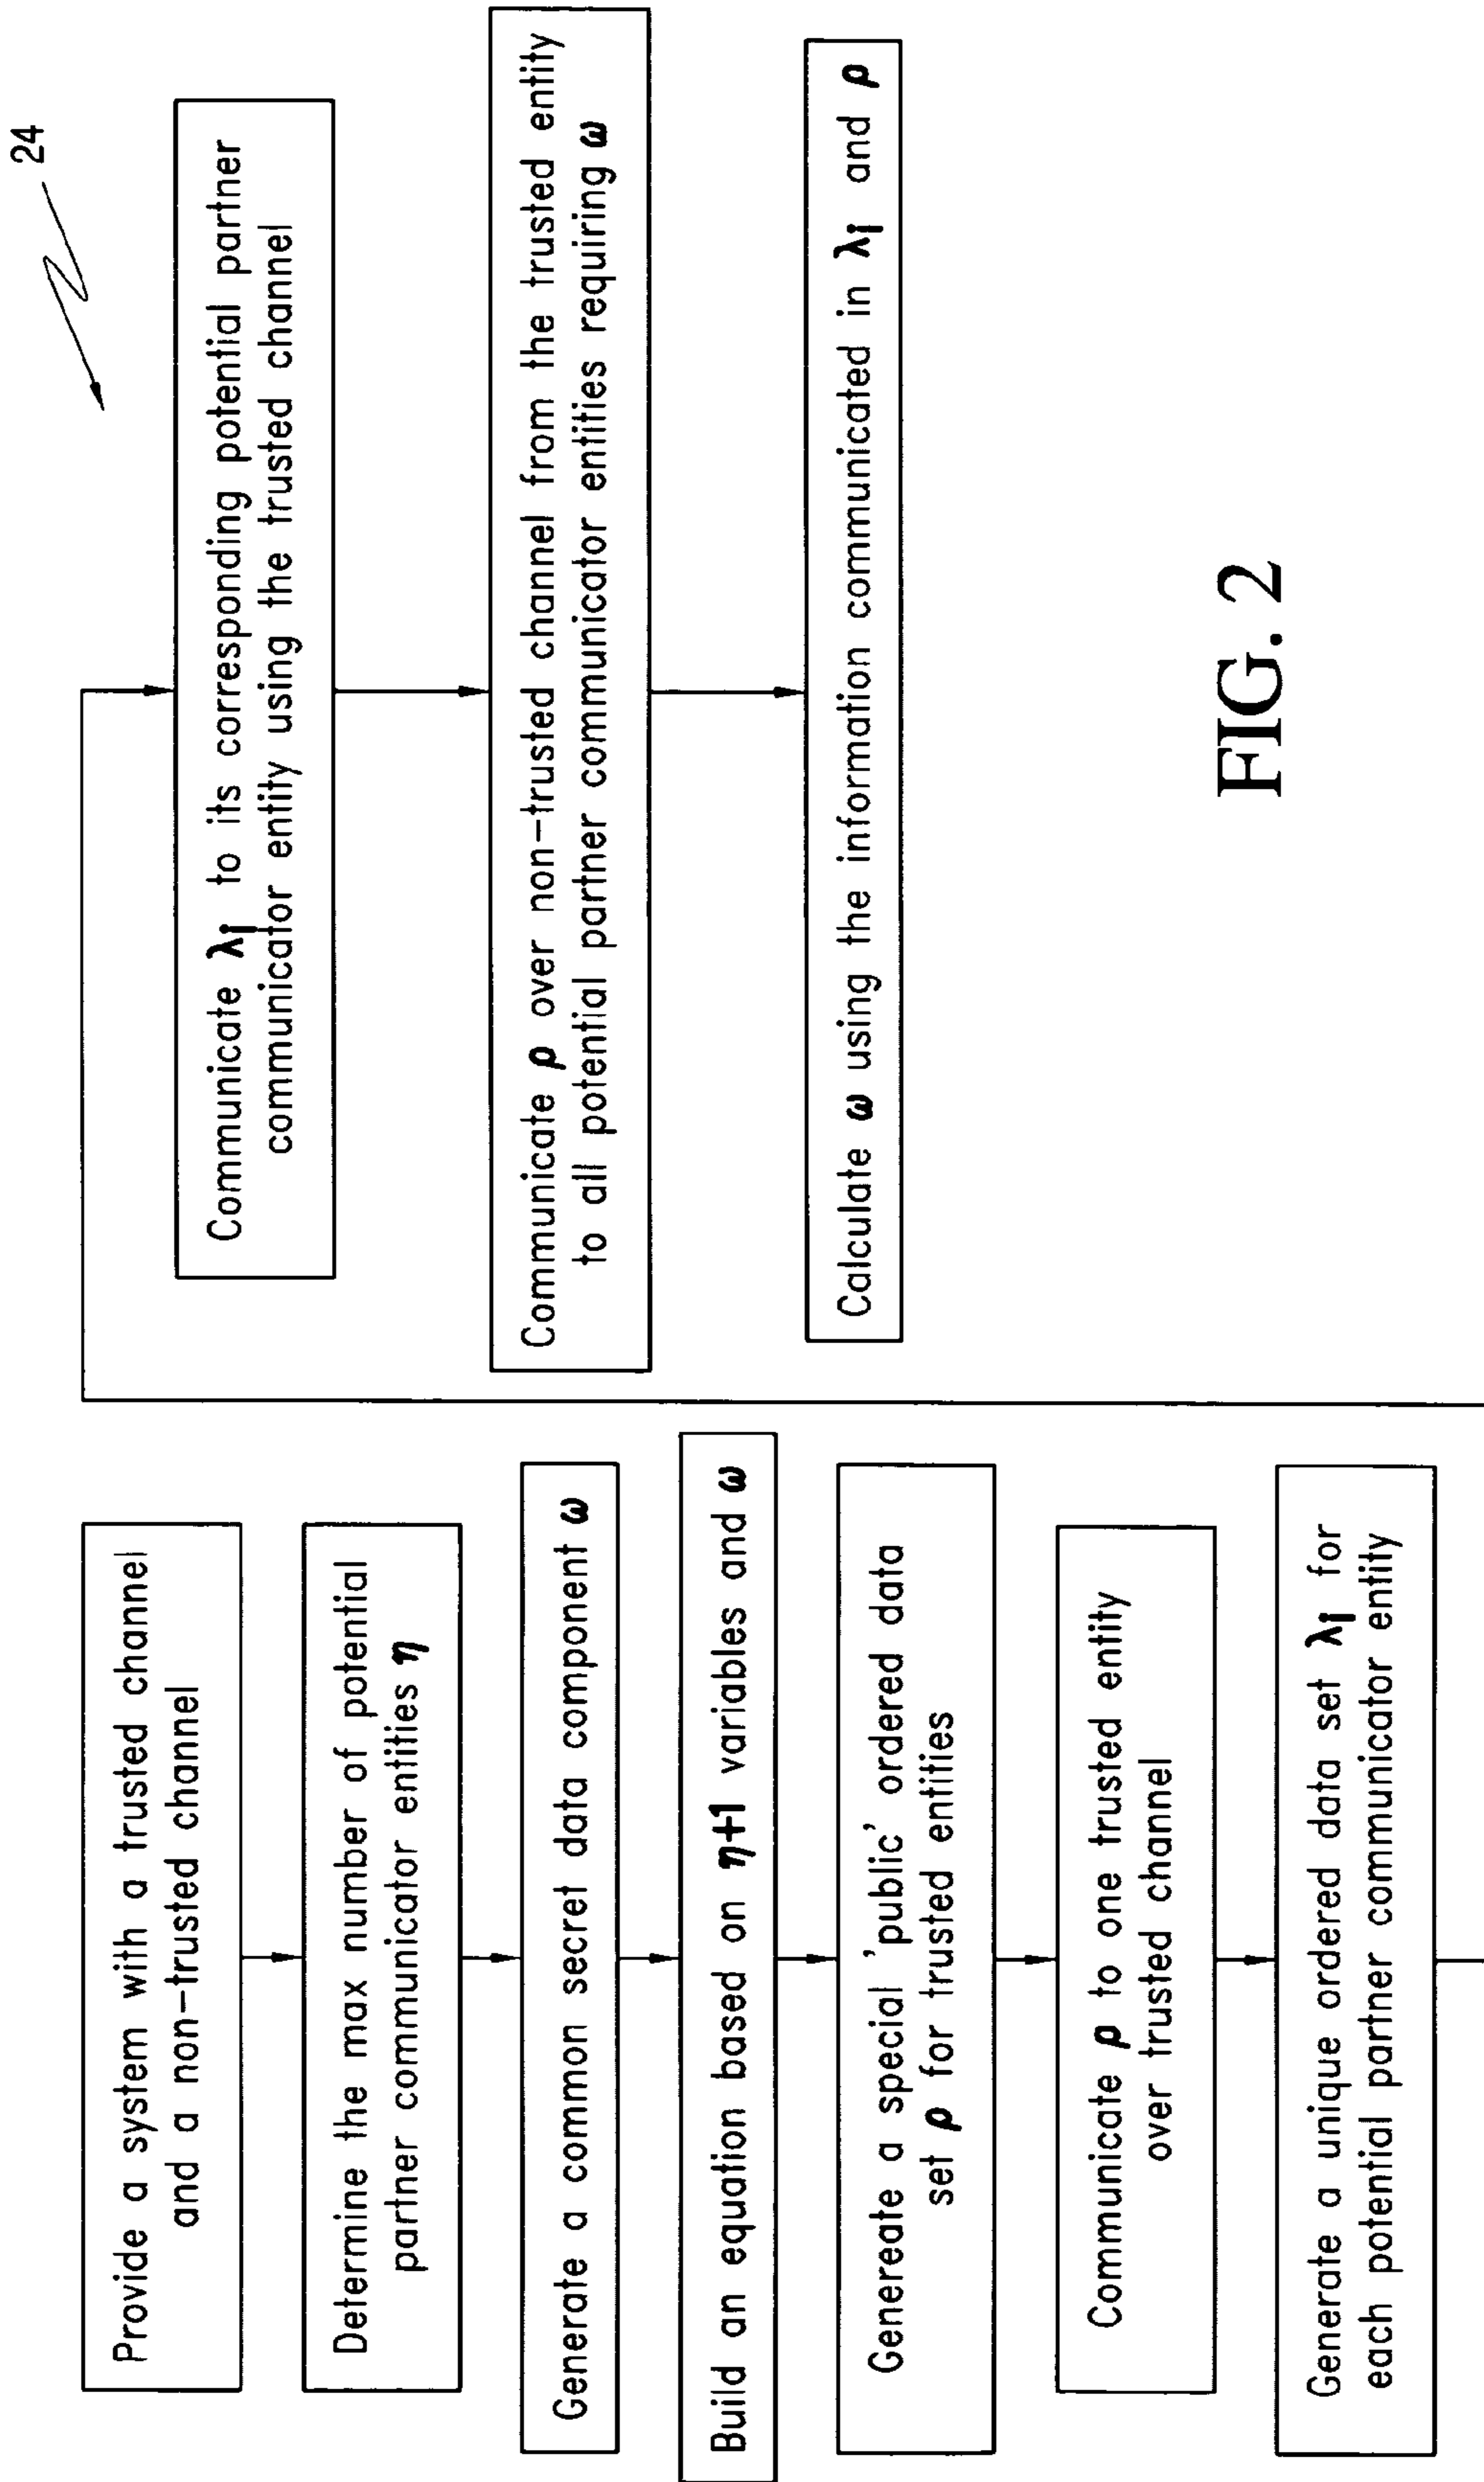 Provide a system with a trusted channel
and a non-trusted channel
Determine the max number of potential
partner communicator entities η
Generate a common secret data component ω
Build an equation based on η+1 variables and ω
Genereate a special 'public' ordered data
set ρ for trusted entities
Communicate ρ to one trusted entity
over trusted channel
Generate a unique ordered data set λi for
each potential partner communicator entity
24
Communicate λi to its corresponding potential partner
communicator entity using the trusted channel
Communicate ρ over non-trusted channel from the trusted entity
to all potential partner communicator entities requiring ω
Calculate ω using the information communicated in λi and ρ
FIG. 2